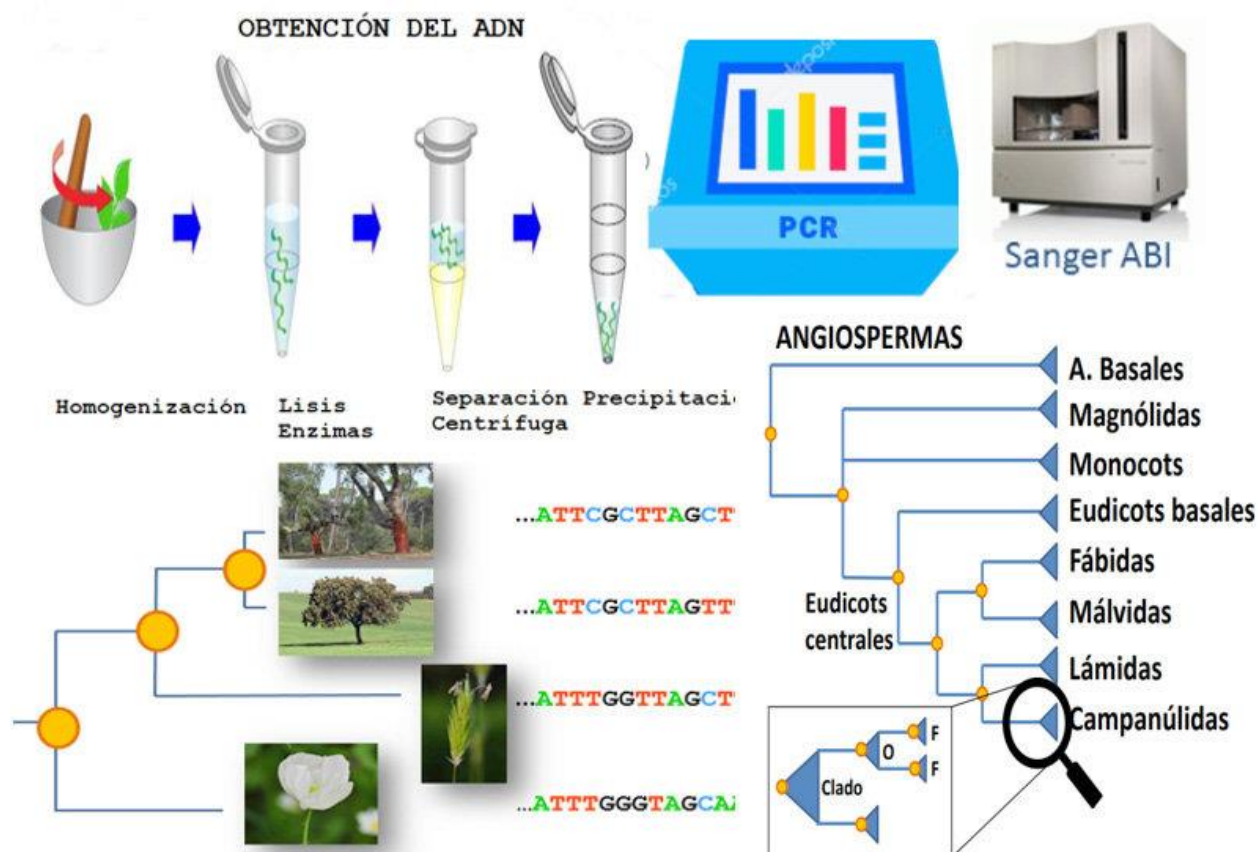 OBTENCIÓN DEL ADN
PCR
Sanger ABI
Homogenización
Lisis
Enzimas
Separación
Centrífuga
Precipitaci
...ATTCGCTTAGCT
...ATTCGCTTAGTT
...ATTTGGTTAGCT
...ATTTGGGTAGCA
ANGIOSPERMAS
A. Basales
Magnólidas
Monocots
Eudicots basales
Fábidas
Málvidas
Eudicots
centrales
Lámidas
Campanúlidas
Clado
O
F
F